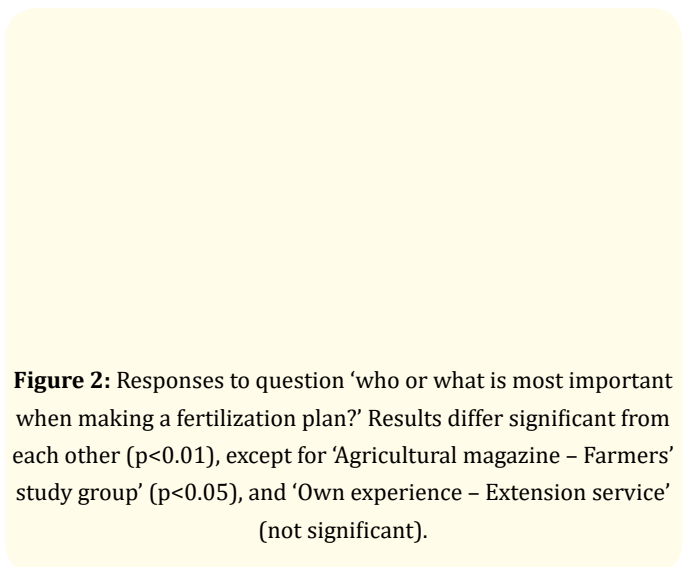 Figure 2: Responses to question ‘who or what is most important
when making a fertilization plan?’ Results differ significant from
each other (p<0.01), except for ‘Agricultural magazine – Farmers’
study group’ (p<0.05), and ‘Own experience – Extension service’
(not significant).